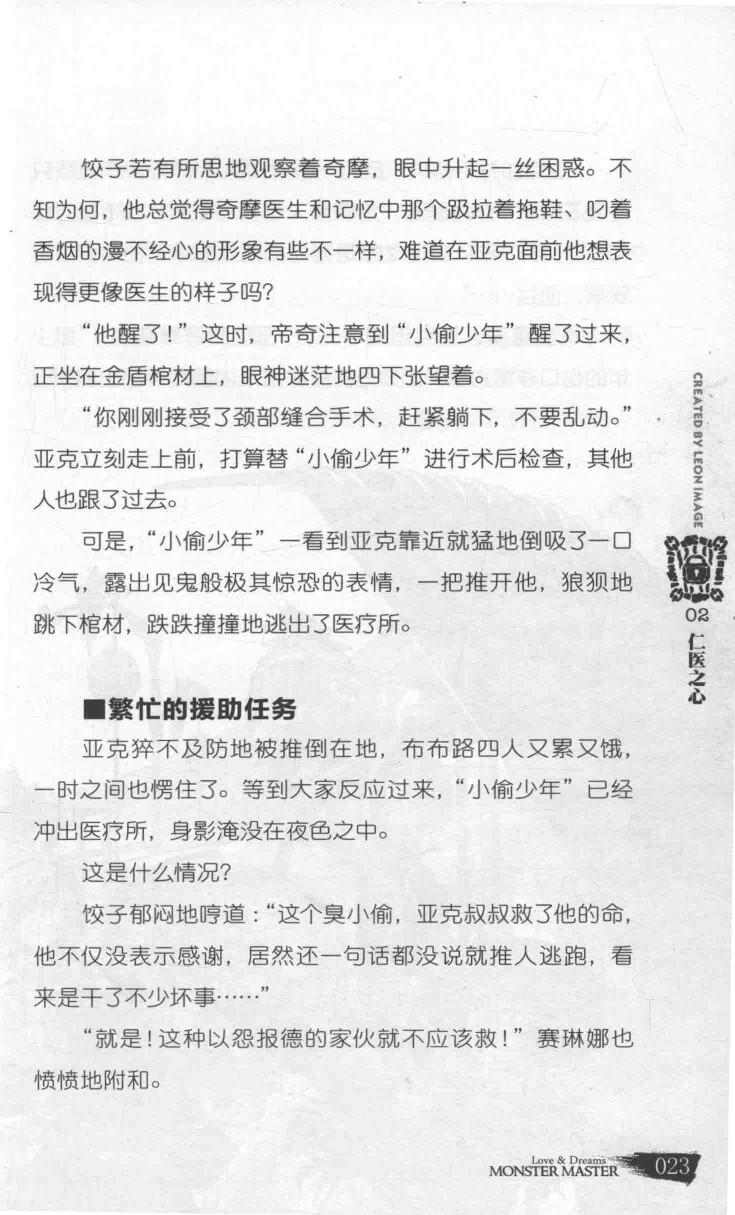 饺子若有所思地观察着奇摩，眼中升起一丝困惑。不
知为何，他总觉得奇摩医生和记忆中那个趿拉着拖鞋、叼着
香烟的漫不经心的形象有些不一样，难道在亚克面前他想表
现得更像医生的样子吗？
“他醒了！”这时，帝奇注意到“小偷少年”醒了过来，
正坐在金盾棺材上，眼神迷茫地四下张望着。
“你刚刚接受了颈部缝合手术，赶紧躺下，不要乱动。”
亚克立刻走上前，打算替“小偷少年”进行术后检查，其他
人也跟了过去。
可是，“小偷少年”一看到亚克靠近就猛地倒吸了一口
冷气，露出见鬼般极其惊恐的表情，一把推开他，狼狈地
跳下棺材，跌跌撞撞地逃出了医疗所。
■繁忙的援助任务
亚克猝不及防地被推倒在地，布布路四人又累又饿，
一时之间也愣住了。等到大家反应过来，“小偷少年”已经
冲出医疗所，身影淹没在夜色之中。
这是什么情况？
饺子郁闷地哼道：“这个臭小偷，亚克叔叔救了他的命，
他不仅没表示感谢，居然还一句话都没说就推人逃跑，看
来是干了不少坏事……”
“就是！这种以怨报德的家伙就不应该救！”赛琳娜也
愤愤地附和。
CREATED BY LEON IMAGE
02
仁医之心
Love & Dreams
MONSTER MASTER
023